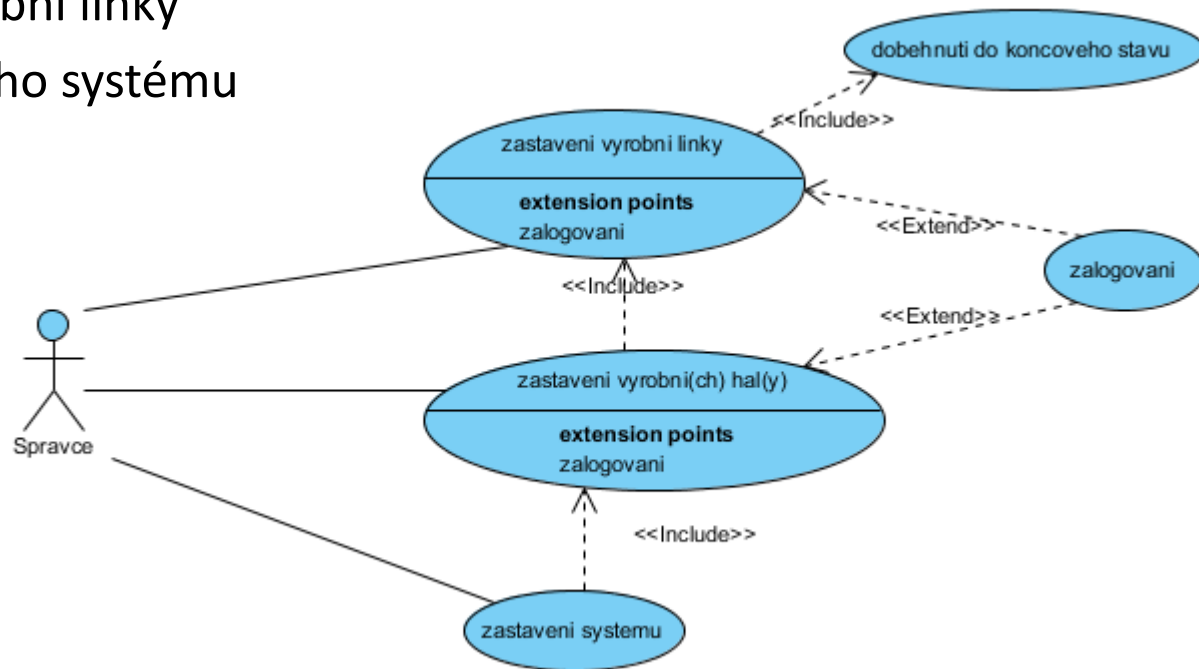 bní linky
ho systému
dobehnuti do koncoveho stavu
<<Include>>
zastaveni vyrobni linky
extension points
zalogovani
<<Extend>>
zalogovani
<<Include>>
<<Extend>>
zastaveni vyrobni(ch) hal(y)
extension points
zalogovani
Spravce
<<Include>>
zastaveni systemu